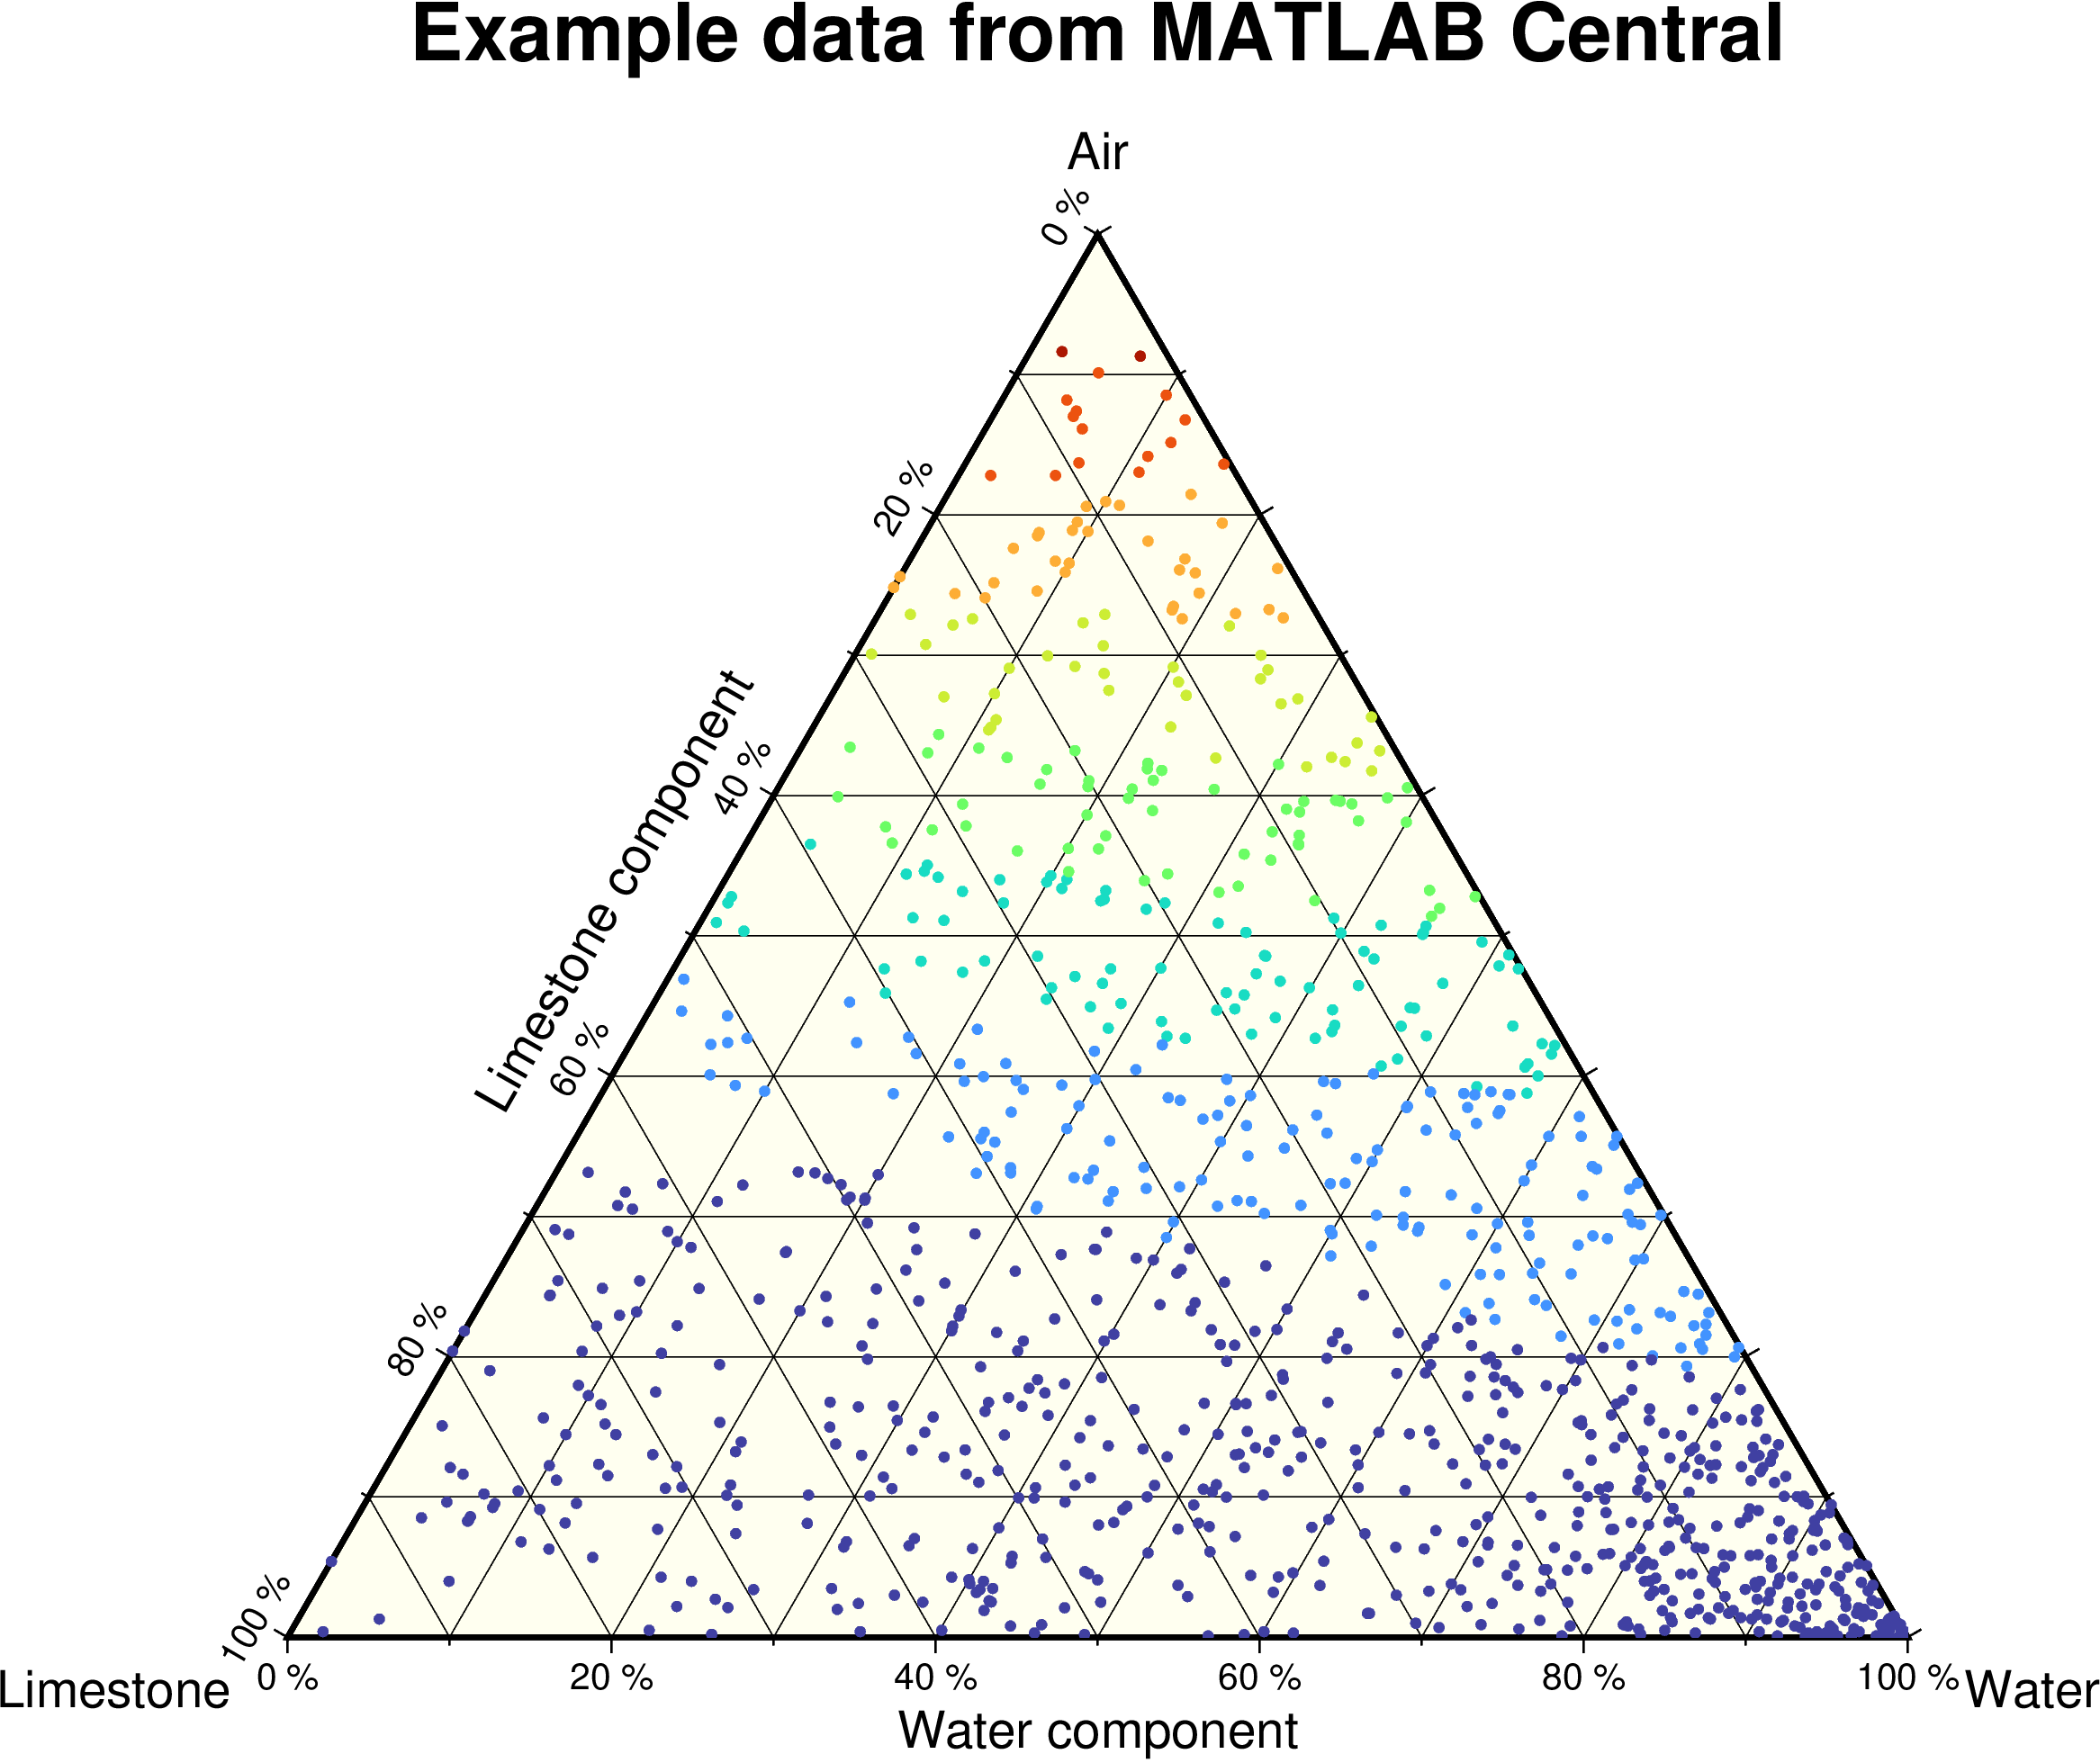 Example data from MATLAB Central
Air
0 %
20 %
40 %
60 %
80 %
100 %
Limestone component
0 %
20 %
40 %
60 %
80 %
100 %
Limestone
Water
Water component